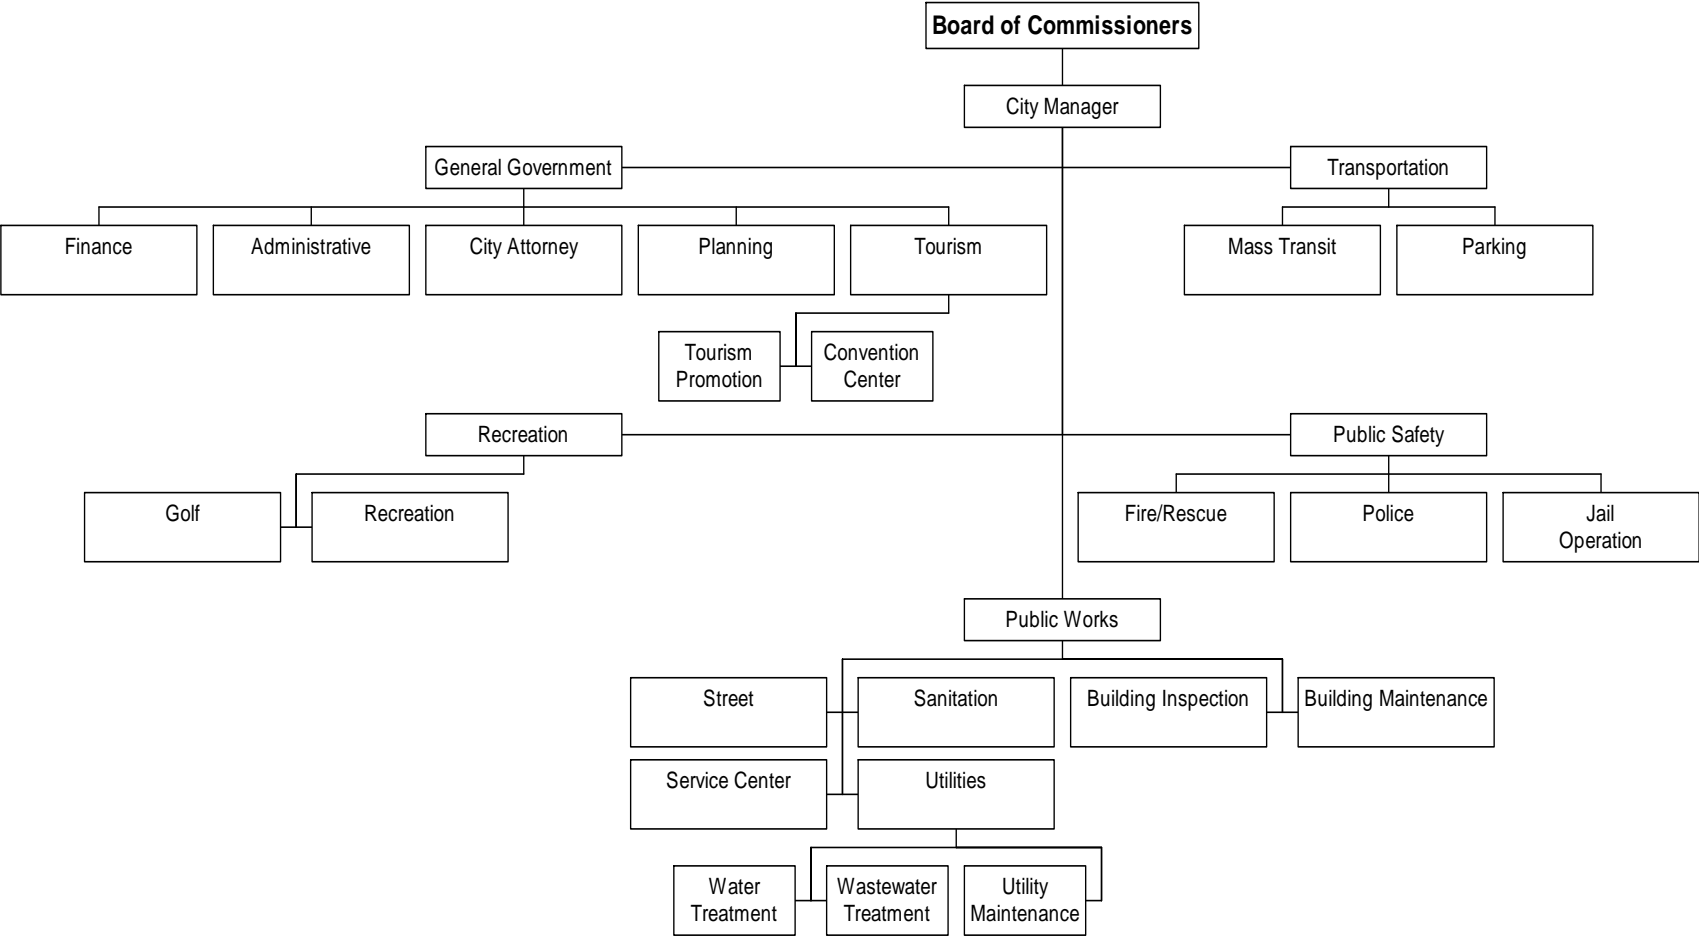 Board of Commissioners
City Manager
General Government
Transportation
Finance
Administrative
City Attorney
Planning
Tourism
Mass Transit
Parking
Tourism
Promotion
Convention
Center
Recreation
Public Safety
Golf
Recreation
Fire/Rescue
Police
Jail
Operation
Public Works
Street
Sanitation
Building Inspection
Building Maintenance
Service Center
Utilities
Water
Treatment
Wastewater
Treatment
Utility
Maintenance